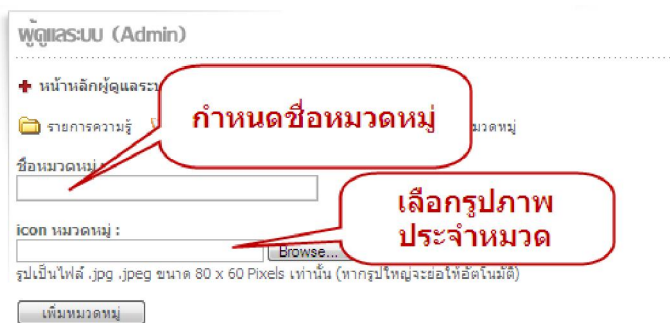 ผู้ดูแลระบบ (Admin)
หน้าหลักผู้ดูแลระบ
รายการความรู้
กำหนดชื่อหมวดหมู่
มวดหมู่
ชื่อหมวดหมู่ :
เลือกรูปภาพ
ประจำหมวด
icon หมวดหมู่ :
Browse...
รูปเป็นไฟล์ .jpg ,jpeg ขนาด 80 x 60 Pixels เท่านั้น (หากรูปใหญ่จะย่อให้อัตโนมัติ)
เพิ่มหมวดหมู่